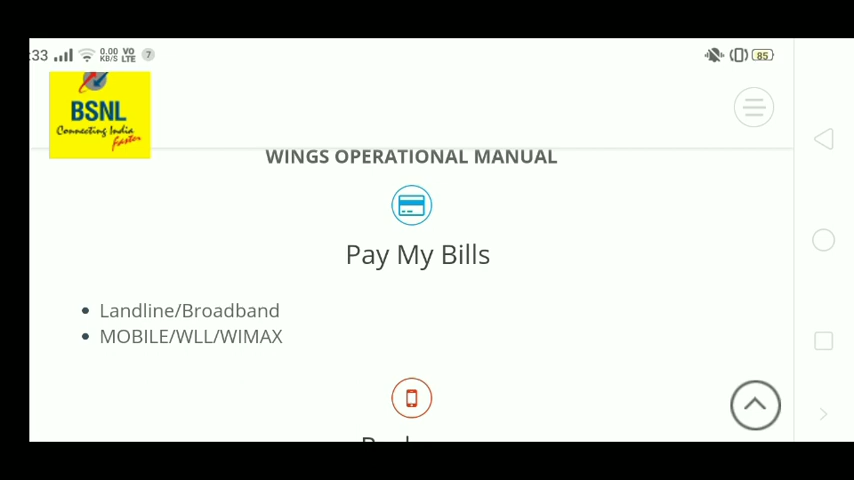 :33 0.00 KB/S VO LTE 7 85
BSNL
Connecting India
faster
WINGS OPERATIONAL MANUAL
Pay My Bills
Landline/Broadband
MOBILE/WLL/WIMAX